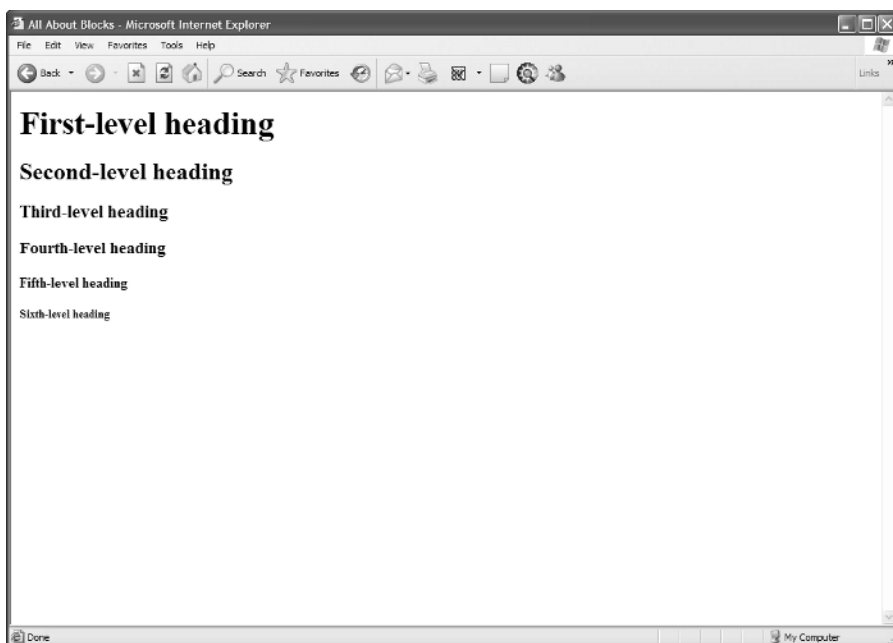 All About Blocks - Microsoft Internet Explorer
File Edit View Favorites Tools Help
Back Search Favorites Links »
First-level heading
Second-level heading
Third-level heading
Fourth-level heading
Fifth-level heading
Sixth-level heading
Done My Computer